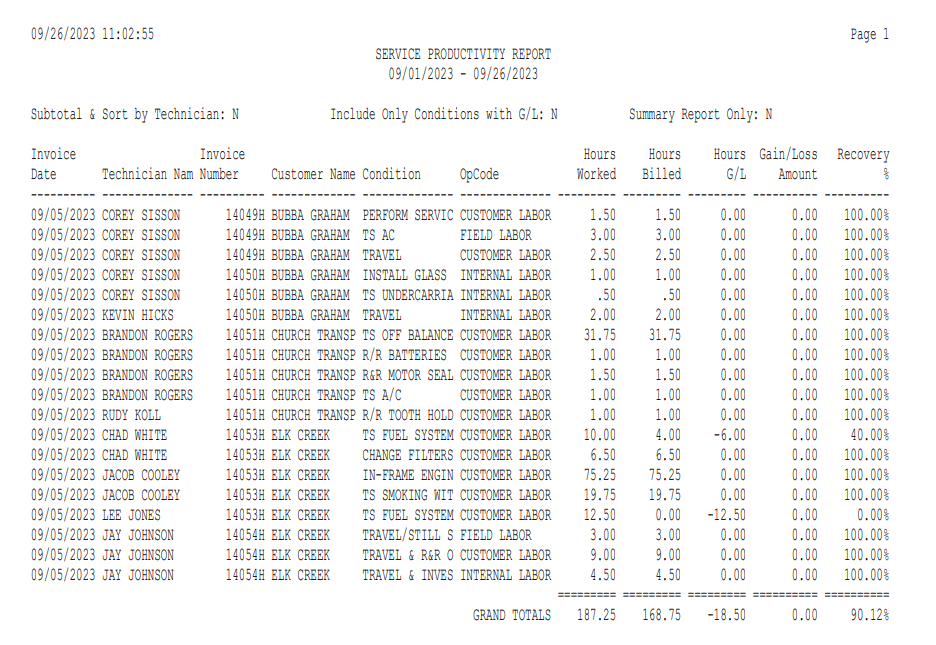 09/26/2023 11:02:55 Page 1
SERVICE PRODUCTIVITY REPORT
09/01/2023 - 09/26/2023
Subtotal & Sort by Technician: N Include Only Conditions with G/L: N Summary Report Only: N
Invoice Invoice Hours Hours Hours Gain/Loss Recovery
Date Technician Nam Number Customer Name Condition OpCode Worked Billed G/L Amount %
---------- -------------- ---------- ------------- -------------- -------------- --------- --------- --------- ---------- ----------
09/05/2023 COREY SISSON 14049H BUBBA GRAHAM PERFORM SERVIC CUSTOMER LABOR 1.50 1.50 0.00 0.00 100.00%
09/05/2023 COREY SISSON 14049H BUBBA GRAHAM TS AC FIELD LABOR 3.00 3.00 0.00 0.00 100.00%
09/05/2023 COREY SISSON 14049H BUBBA GRAHAM TRAVEL CUSTOMER LABOR 2.50 2.50 0.00 0.00 100.00%
09/05/2023 COREY SISSON 14050H BUBBA GRAHAM INSTALL GLASS INTERNAL LABOR 1.00 1.00 0.00 0.00 100.00%
09/05/2023 COREY SISSON 14050H BUBBA GRAHAM TS UNDERCARRIA INTERNAL LABOR .50 .50 0.00 0.00 100.00%
09/05/2023 KEVIN HICKS 14050H BUBBA GRAHAM TRAVEL INTERNAL LABOR 2.00 2.00 0.00 0.00 100.00%
09/05/2023 BRANDON ROGERS 14051H CHURCH TRANSP TS OFF BALANCE CUSTOMER LABOR 31.75 31.75 0.00 0.00 100.00%
09/05/2023 BRANDON ROGERS 14051H CHURCH TRANSP R/R BATTERIES CUSTOMER LABOR 1.00 1.00 0.00 0.00 100.00%
09/05/2023 BRANDON ROGERS 14051H CHURCH TRANSP R&R MOTOR SEAL CUSTOMER LABOR 1.50 1.50 0.00 0.00 100.00%
09/05/2023 BRANDON ROGERS 14051H CHURCH TRANSP TS A/C CUSTOMER LABOR 1.00 1.00 0.00 0.00 100.00%
09/05/2023 RUDY KOLL 14051H CHURCH TRANSP R/R TOOTH HOLD CUSTOMER LABOR 1.00 1.00 0.00 0.00 100.00%
09/05/2023 CHAD WHITE 14053H ELK CREEK TS FUEL SYSTEM CUSTOMER LABOR 10.00 4.00 -6.00 0.00 40.00%
09/05/2023 CHAD WHITE 14053H ELK CREEK CHANGE FILTERS CUSTOMER LABOR 6.50 6.50 0.00 0.00 100.00%
09/05/2023 JACOB COOLEY 14053H ELK CREEK IN-FRAME ENGIN CUSTOMER LABOR 75.25 75.25 0.00 0.00 100.00%
09/05/2023 JACOB COOLEY 14053H ELK CREEK TS SMOKING WIT CUSTOMER LABOR 19.75 19.75 0.00 0.00 100.00%
09/05/2023 LEE JONES 14053H ELK CREEK TS FUEL SYSTEM CUSTOMER LABOR 12.50 0.00 -12.50 0.00 0.00%
09/05/2023 JAY JOHNSON 14054H ELK CREEK TRAVEL/STILL S FIELD LABOR 3.00 3.00 0.00 0.00 100.00%
09/05/2023 JAY JOHNSON 14054H ELK CREEK TRAVEL & R&R O CUSTOMER LABOR 9.00 9.00 0.00 0.00 100.00%
09/05/2023 JAY JOHNSON 14054H ELK CREEK TRAVEL & INVES INTERNAL LABOR 4.50 4.50 0.00 0.00 100.00%
========= ========= ========= ========== ==========
GRAND TOTALS 187.25 168.75 -18.50 0.00 90.12%